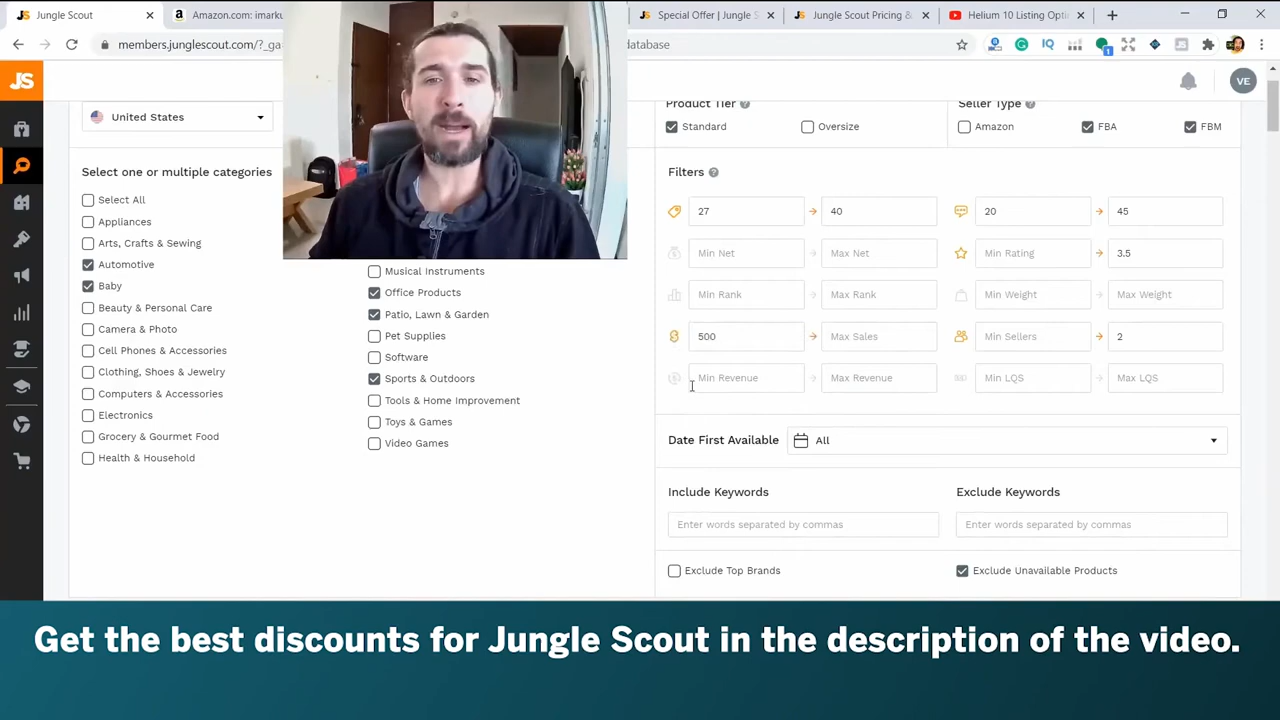 Jungle Scout
Amazon.com: imarku
Special Offer | Jungle S
Jungle Scout Pricing &
Helium 10 Listing Opti
members.junglescout.com/?_ga
database
1
JS
VE
United States
Product Tier
Seller Type
Standard
Oversize
Amazon
FBA
FBM
Select one or multiple categories
Select All
Appliances
Arts, Crafts & Sewing
Automotive
Baby
Beauty & Personal Care
Camera & Photo
Cell Phones & Accessories
Clothing, Shoes & Jewelry
Computers & Accessories
Electronics
Grocery & Gourmet Food
Health & Household
Musical Instruments
Office Products
Patio, Lawn & Garden
Pet Supplies
Software
Sports & Outdoors
Tools & Home Improvement
Toys & Games
Video Games
Filters
27 40 20 45
Min Net Max Net Min Rating 3.5
Min Rank Max Rank Min Weight Max Weight
500 Max Sales Min Sellers 2
Min Revenue Max Revenue Min LQS Max LQS
Date First Available All
Include Keywords Exclude Keywords
Enter words separated by commas Enter words separated by commas
Exclude Top Brands Exclude Unavailable Products
Get the best discounts for Jungle Scout in the description of the video.